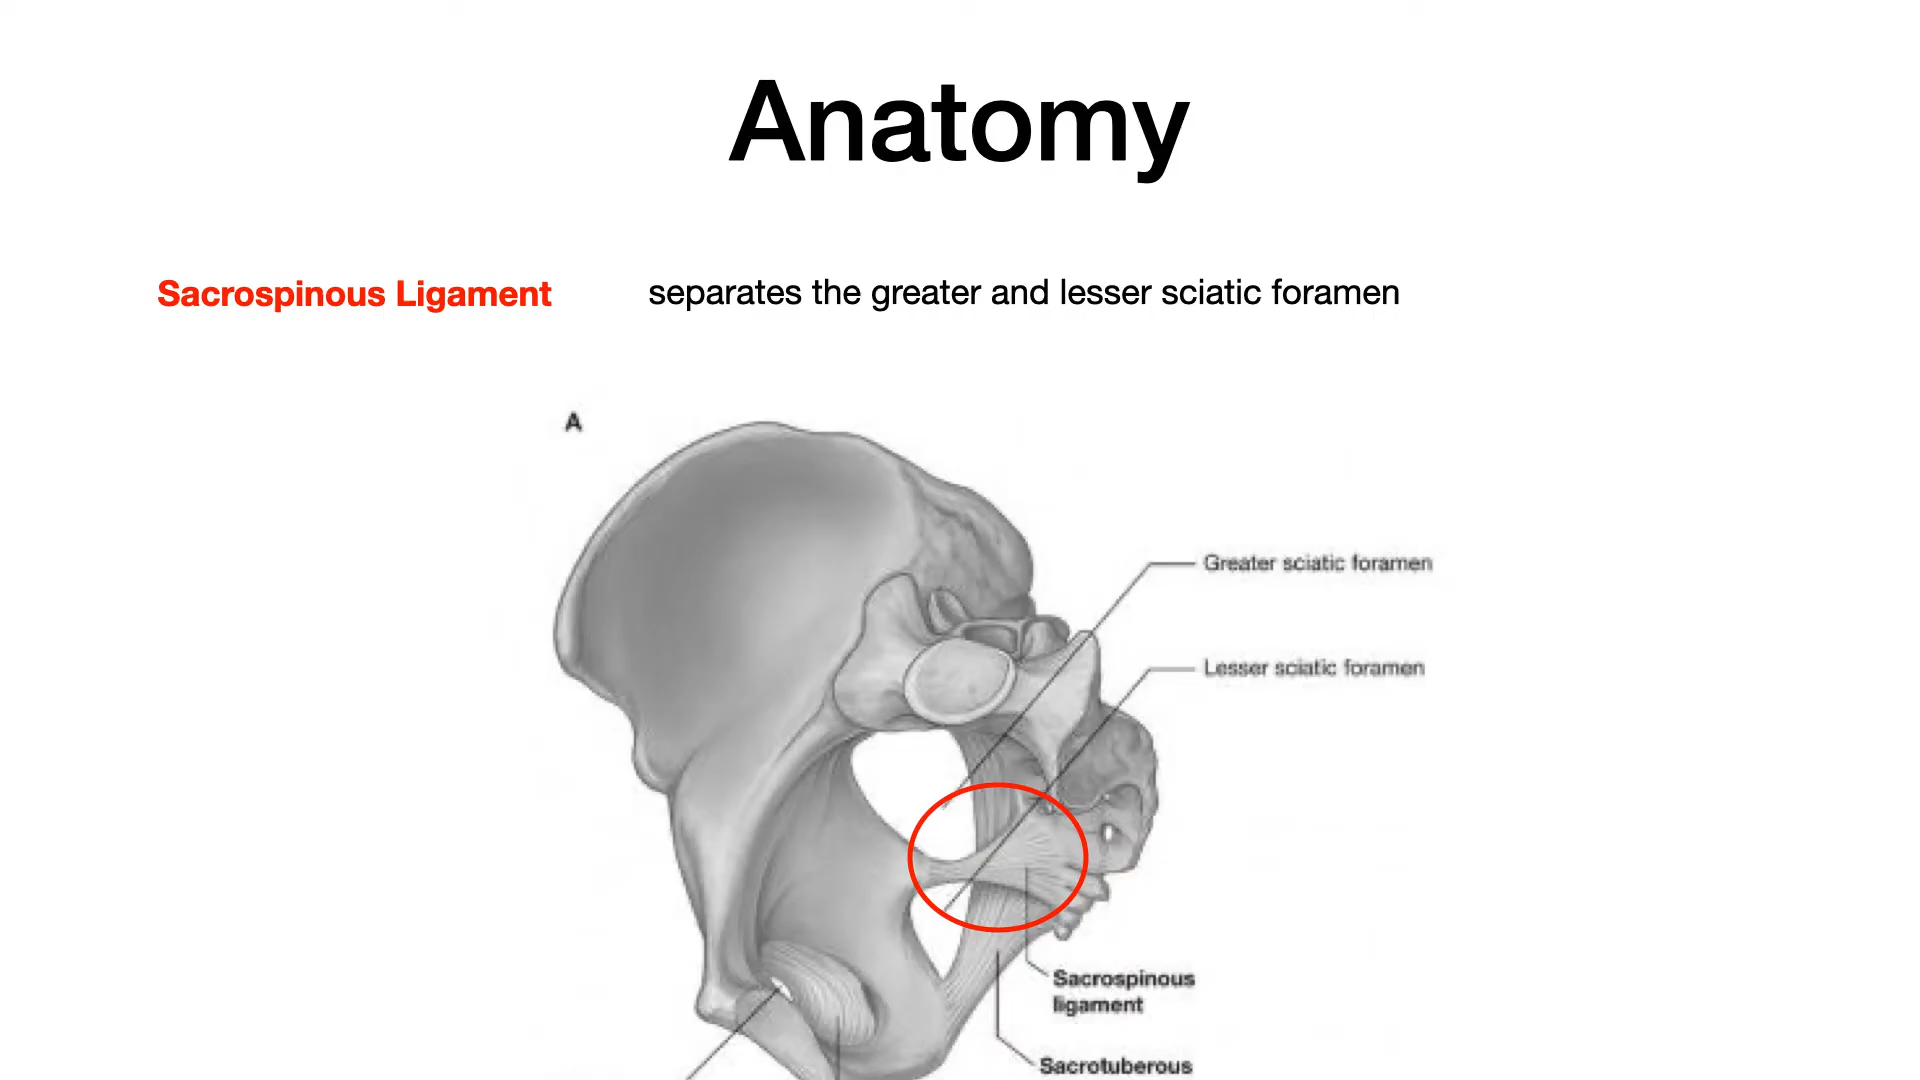 Anatomy
Sacrospinous Ligament separates the greater and lesser sciatic foramen
A
Greater sciatic foramen
Lesser sciatic foramen
Sacrospinous
ligament
Sacrotuberous